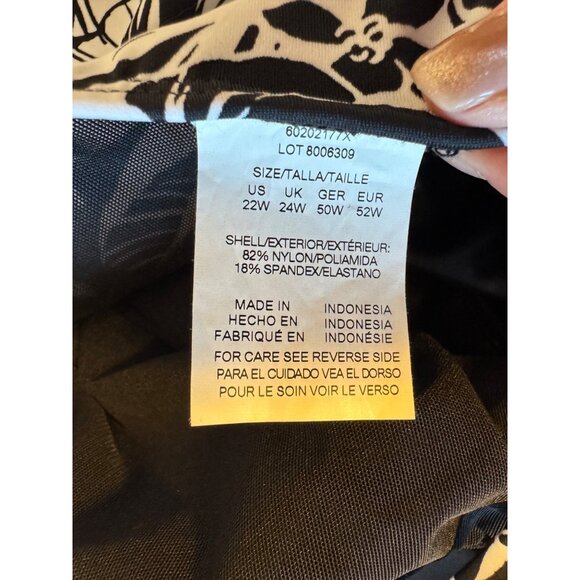 60202177X
LOT 8006309
SIZE/TALLA/TAILLE
US UK GER EUR
22W 24W 50W 52W
SHELL/EXTERIOR/EXTÉRIEUR:
82% NYLON/POLIAMIDA
18% SPANDEX/ELASTANO
MADE IN INDONESIA
HECHO EN INDONESIA
FABRIQUÉ EN INDONÉSIE
FOR CARE SEE REVERSE SIDE
PARA EL CUIDADO VEA EL DORSO
POUR LE SOIN VOIR LE VERSO